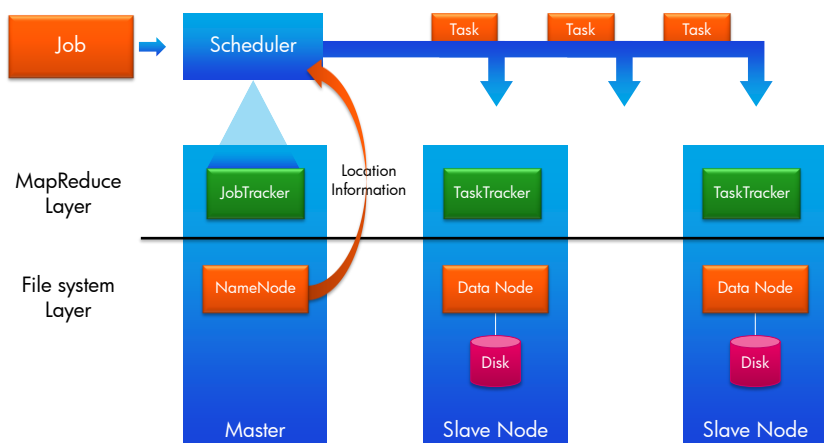 Job
Scheduler
Task
Task
Task
MapReduce
Layer
JobTracker
Location
Information
TaskTracker
TaskTracker
File system
Layer
NameNode
Data Node
Data Node
Disk
Disk
Master
Slave Node
Slave Node